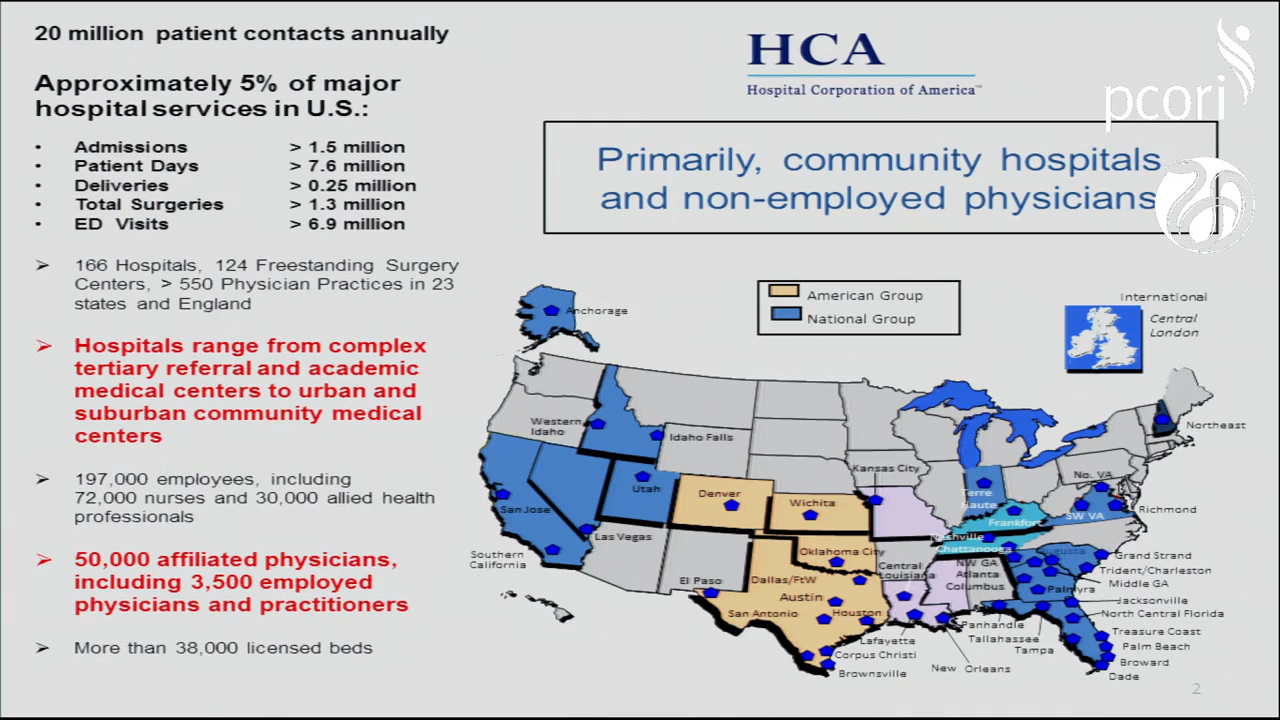 20 million patient contacts annually
Approximately 5% of major
hospital services in U.S.:
• Admissions > 1.5 million
• Patient Days > 7.6 million
• Deliveries > 0.25 million
• Total Surgeries > 1.3 million
• ED Visits > 6.9 million
➢ 166 Hospitals, 124 Freestanding Surgery
Centers, > 550 Physician Practices in 23
states and England
➢ Hospitals range from complex
tertiary referral and academic
medical centers to urban and
suburban community medical
centers
➢ 197,000 employees, including
72,000 nurses and 30,000 allied health
professionals
➢ 50,000 affiliated physicians,
including 3,500 employed
physicians and practitioners
➢ More than 38,000 licensed beds
HCA
Hospital Corporation of America™
pcori
Primarily, community hospitals
and non-employed physicians
American Group
National Group
International
Central
London
Anchorage
Western
Idaho
Idaho Falls
Northeast
Kansas City
No. VA
Utah
Denver
Wichita
Terre
Haute
San Jose
Frankfort
SW VA
Richmond
Las Vegas
Nashville
Southern
California
Oklahoma City
Chattanooga
Augusta
Grand Strand
El Paso
Dallas/FtW
Central
Louisiana
NW GA
Atlanta
Columbus
Trident/Charleston
Middle GA
Palmyra
Austin
San Antonio
Houston
Jacksonville
North Central Florida
Panhandle
Tallahassee
Tampa
Treasure Coast
Lafayette
Corpus Christi
Palm Beach
Brownsville
New Orleans
Broward
Dade
2